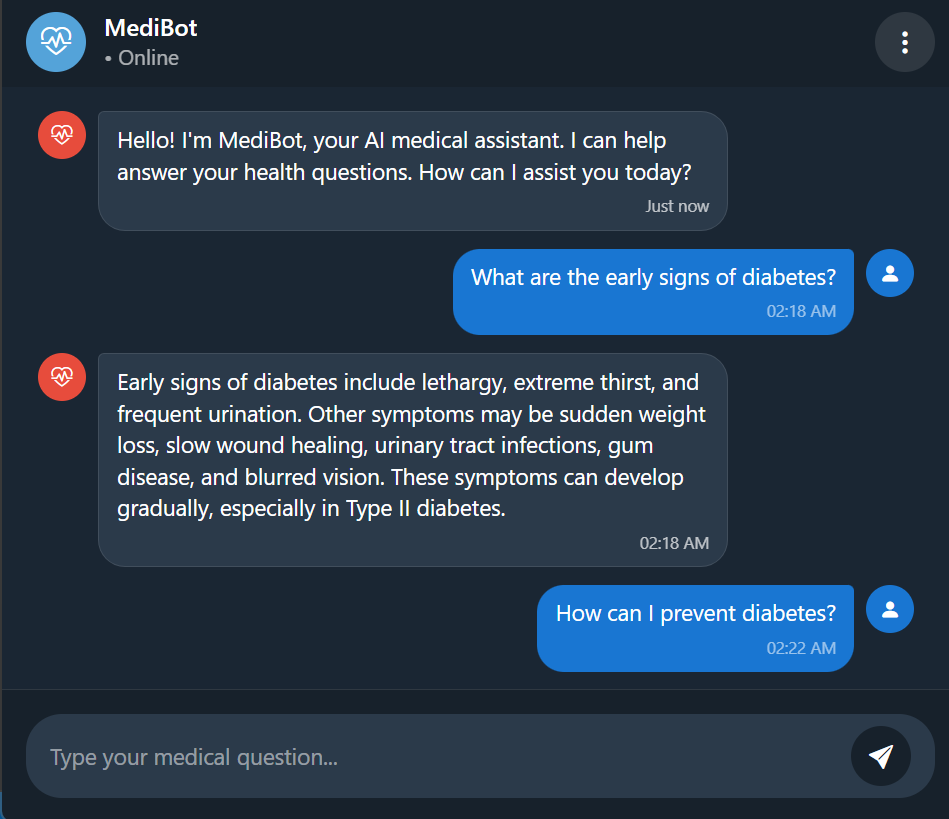 MediBot
• Online
Hello! I'm MediBot, your AI medical assistant. I can help
answer your health questions. How can I assist you today?
Just now
What are the early signs of diabetes?
02:18 AM
Early signs of diabetes include lethargy, extreme thirst, and
frequent urination. Other symptoms may be sudden weight
loss, slow wound healing, urinary tract infections, gum
disease, and blurred vision. These symptoms can develop
gradually, especially in Type II diabetes.
02:18 AM
How can I prevent diabetes?
02:22 AM
Type your medical question...